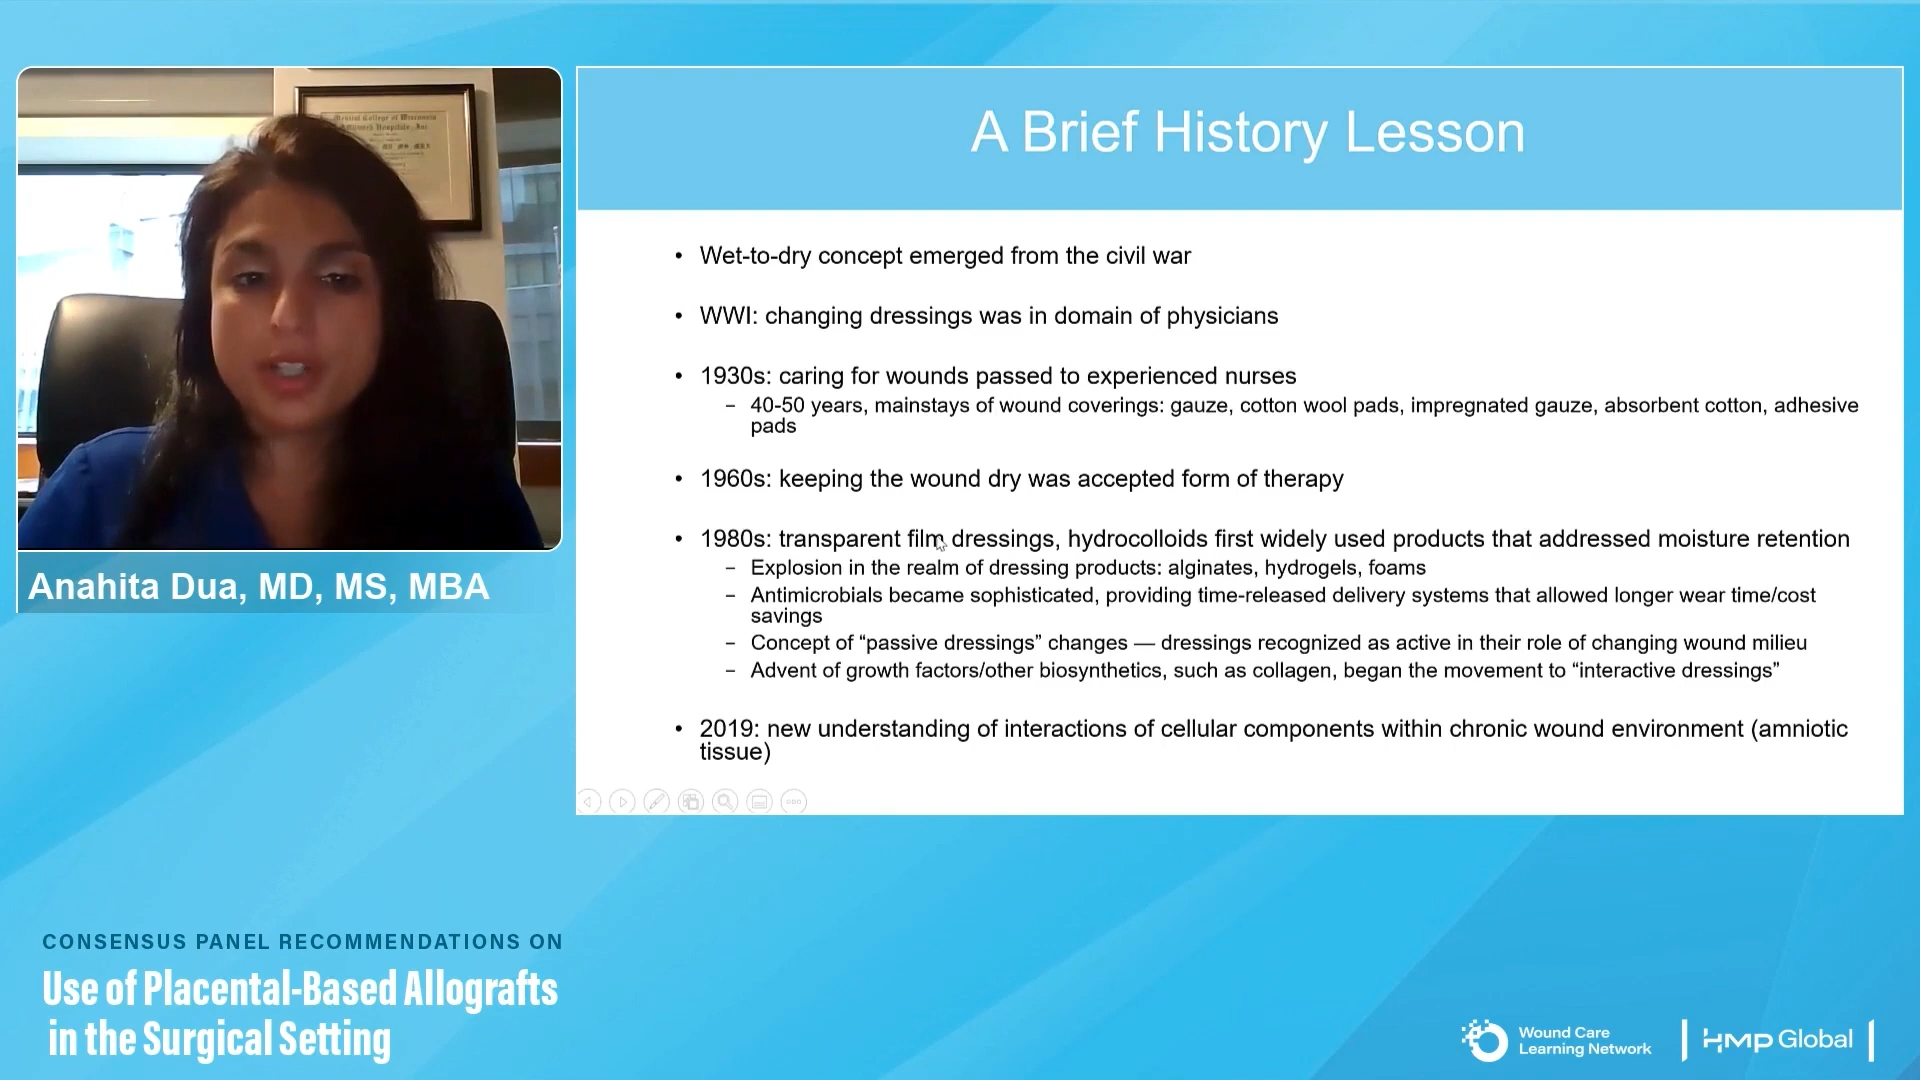 Medical College of Wisconsin
Anahita Dua, MD, MS, MBA
A Brief History Lesson
• Wet-to-dry concept emerged from the civil war
• WWI: changing dressings was in domain of physicians
• 1930s: caring for wounds passed to experienced nurses
– 40-50 years, mainstays of wound coverings: gauze, cotton wool pads, impregnated gauze, absorbent cotton, adhesive
pads
• 1960s: keeping the wound dry was accepted form of therapy
• 1980s: transparent film dressings, hydrocolloids first widely used products that addressed moisture retention
– Explosion in the realm of dressing products: alginates, hydrogels, foams
– Antimicrobials became sophisticated, providing time-released delivery systems that allowed longer wear time/cost
savings
– Concept of “passive dressings” changes — dressings recognized as active in their role of changing wound milieu
– Advent of growth factors/other biosynthetics, such as collagen, began the movement to “interactive dressings”
• 2019: new understanding of interactions of cellular components within chronic wound environment (amniotic
tissue)
CONSENSUS PANEL RECOMMENDATIONS ON
Use of Placental-Based Allografts
in the Surgical Setting
Wound Care
Learning Network
HMP Global